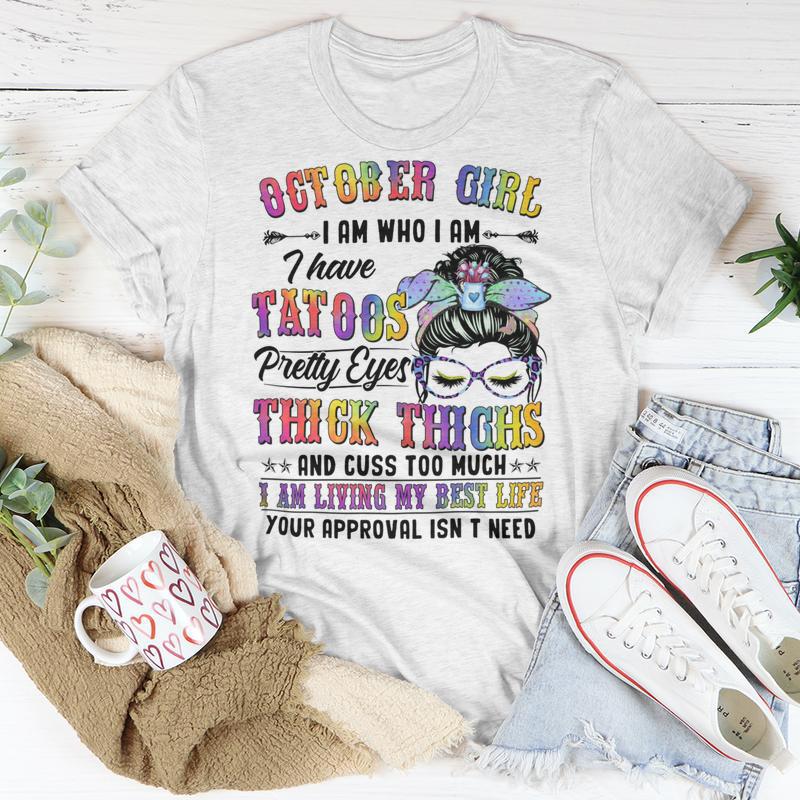 OCTOBER GIRL
I AM WHO I AM
I have
TATOOS
Pretty Eyes
THICK THIGHS
AND CUSS TOO MUCH
I AM LIVING MY BEST LIFE
YOUR APPROVAL ISN T NEED